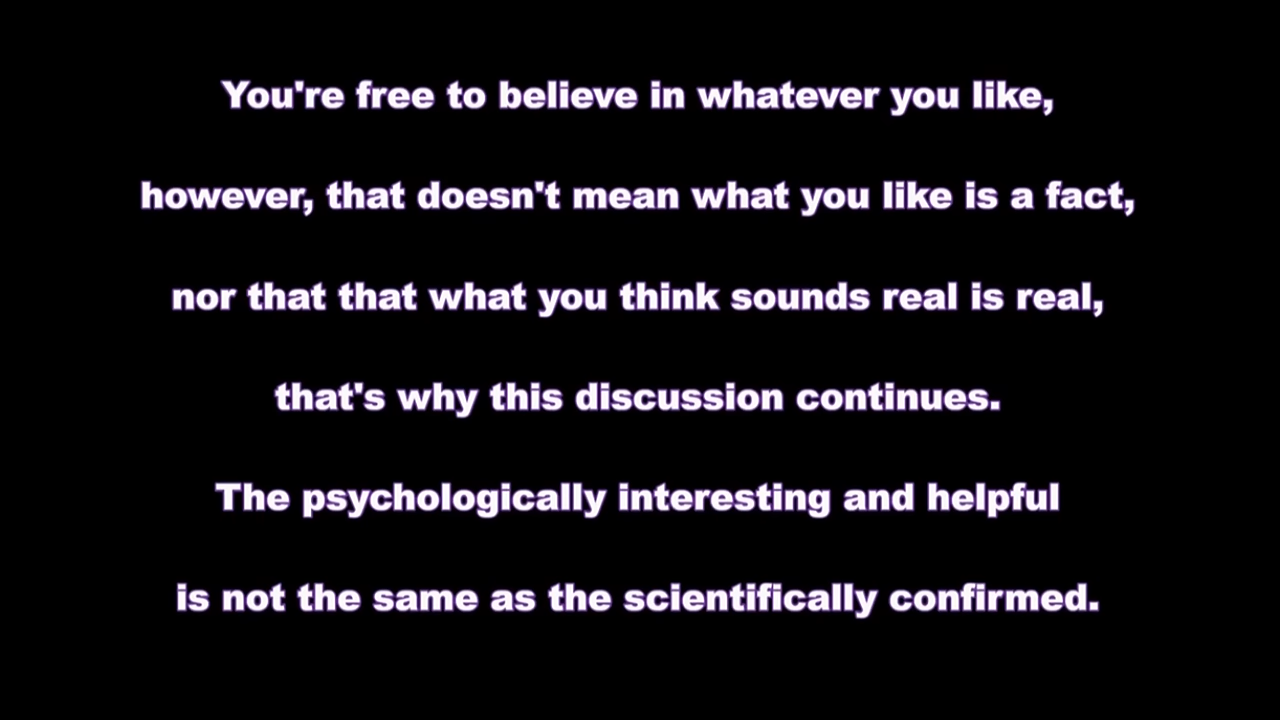 You're free to believe in whatever you like,
however, that doesn't mean what you like is a fact,
nor that that what you think sounds real is real,
that's why this discussion continues.
The psychologically interesting and helpful
is not the same as the scientifically confirmed.